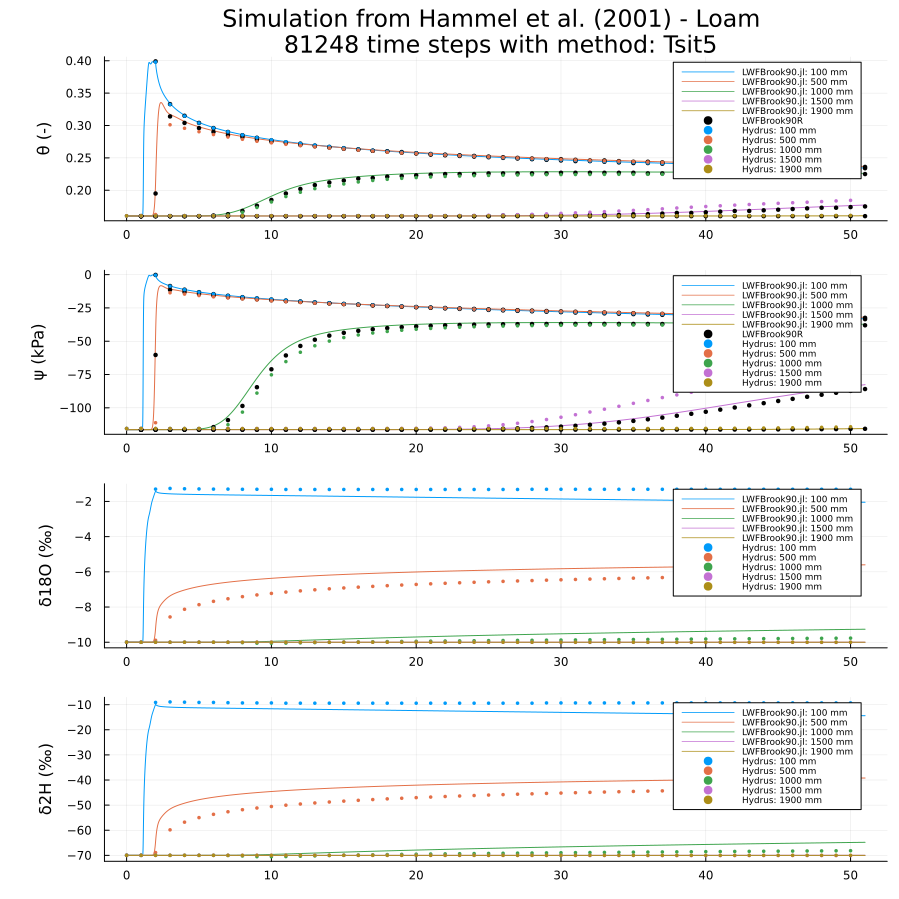 Simulation from Hammel et al. (2001) - Loam
81248 time steps with method: Tsit5
θ (-)
0.40
0.35
0.30
0.25
0.20
LWFBrook90.jl: 100 mm
LWFBrook90.jl: 500 mm
LWFBrook90.jl: 1000 mm
LWFBrook90.jl: 1500 mm
LWFBrook90.jl: 1900 mm
LWFBrook90R
Hydrus: 100 mm
Hydrus: 500 mm
Hydrus: 1000 mm
Hydrus: 1500 mm
Hydrus: 1900 mm
0 10 20 30 40 50
ψ (kPa)
0
−25
−50
−75
−100
LWFBrook90.jl: 100 mm
LWFBrook90.jl: 500 mm
LWFBrook90.jl: 1000 mm
LWFBrook90.jl: 1500 mm
LWFBrook90.jl: 1900 mm
LWFBrook90R
Hydrus: 100 mm
Hydrus: 500 mm
Hydrus: 1000 mm
Hydrus: 1500 mm
Hydrus: 1900 mm
0 10 20 30 40 50
δ18O (‰)
−2
−4
−6
−8
−10
LWFBrook90.jl: 100 mm
LWFBrook90.jl: 500 mm
LWFBrook90.jl: 1000 mm
LWFBrook90.jl: 1500 mm
LWFBrook90.jl: 1900 mm
Hydrus: 100 mm
Hydrus: 500 mm
Hydrus: 1000 mm
Hydrus: 1500 mm
Hydrus: 1900 mm
0 10 20 30 40 50
δ2H (‰)
−10
−20
−30
−40
−50
−60
−70
LWFBrook90.jl: 100 mm
LWFBrook90.jl: 500 mm
LWFBrook90.jl: 1000 mm
LWFBrook90.jl: 1500 mm
LWFBrook90.jl: 1900 mm
Hydrus: 100 mm
Hydrus: 500 mm
Hydrus: 1000 mm
Hydrus: 1500 mm
Hydrus: 1900 mm
0 10 20 30 40 50